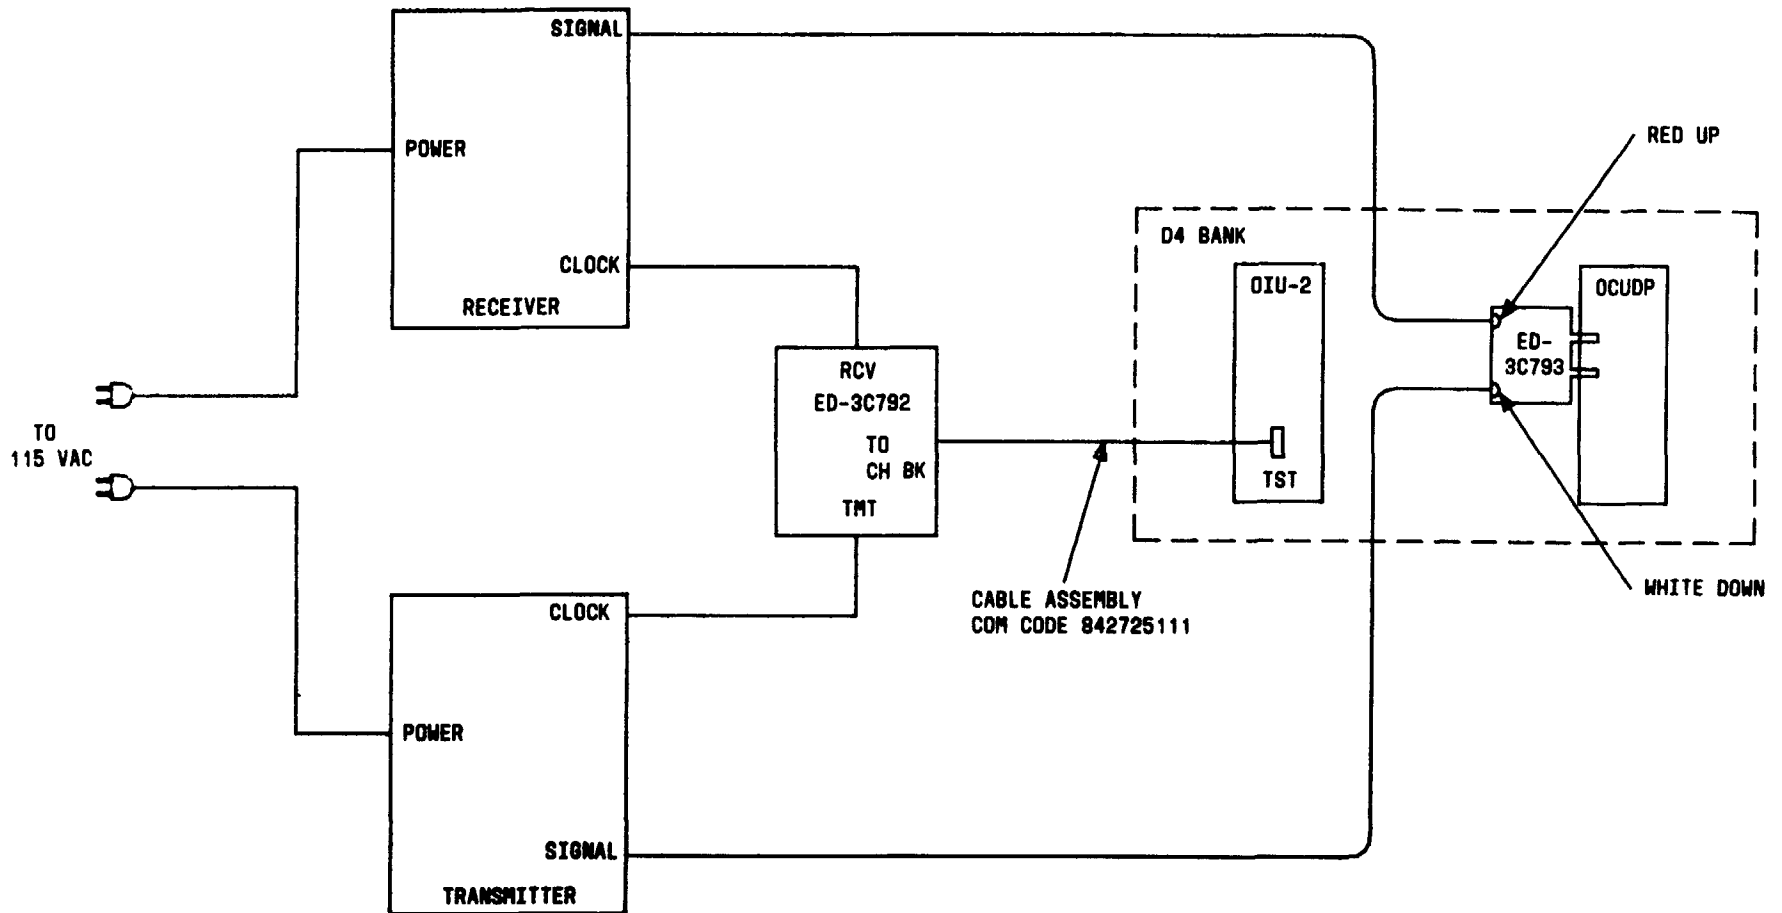 SIGNAL
POWER
CLOCK
RECEIVER
RED UP
D4 BANK
OIU-2
OCUDP
ED-
3C793
RCV
ED-3C792
TO
CH BK
TMT
TST
TO
115 VAC
CABLE ASSEMBLY
COM CODE 842725111
WHITE DOWN
CLOCK
POWER
SIGNAL
TRANSMITTER